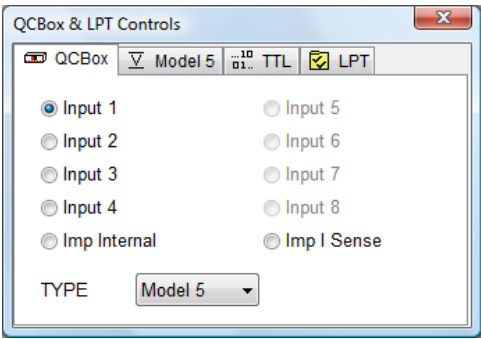 QCBox & LPT Controls
QCBox Model 5 TTL LPT
Input 1 Input 5
Input 2 Input 6
Input 3 Input 7
Input 4 Input 8
Imp Internal Imp I Sense
TYPE Model 5